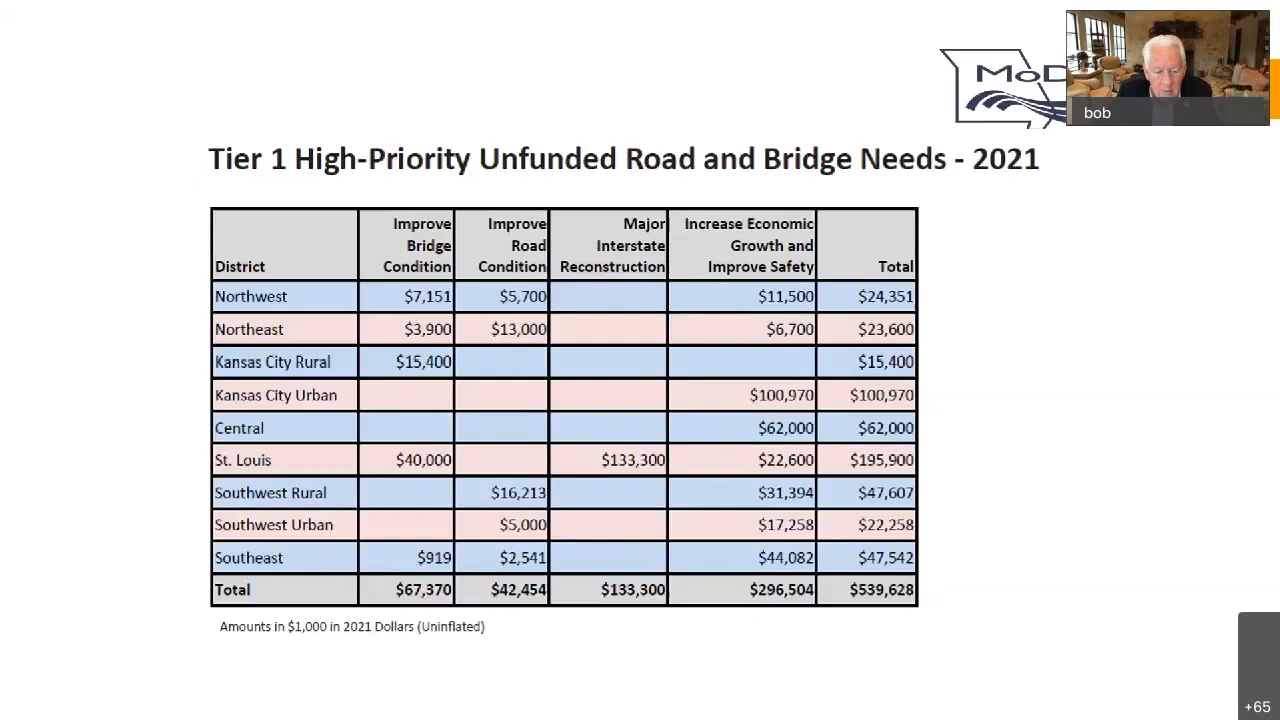 MoD
bob
Tier 1 High-Priority Unfunded Road and Bridge Needs - 2021
District Improve Bridge Condition Improve Road Condition Major Interstate Reconstruction Increase Economic Growth and Improve Safety Total
Northwest $7,151 $5,700 $11,500 $24,351
Northeast $3,900 $13,000 $6,700 $23,600
Kansas City Rural $15,400 $15,400
Kansas City Urban $100,970 $100,970
Central $62,000 $62,000
St. Louis $40,000 $133,300 $22,600 $195,900
Southwest Rural $16,213 $31,394 $47,607
Southwest Urban $5,000 $17,258 $22,258
Southeast $919 $2,541 $44,082 $47,542
Total $67,370 $42,454 $133,300 $296,504 $539,628
Amounts in $1,000 in 2021 Dollars (Uninflated)
+65